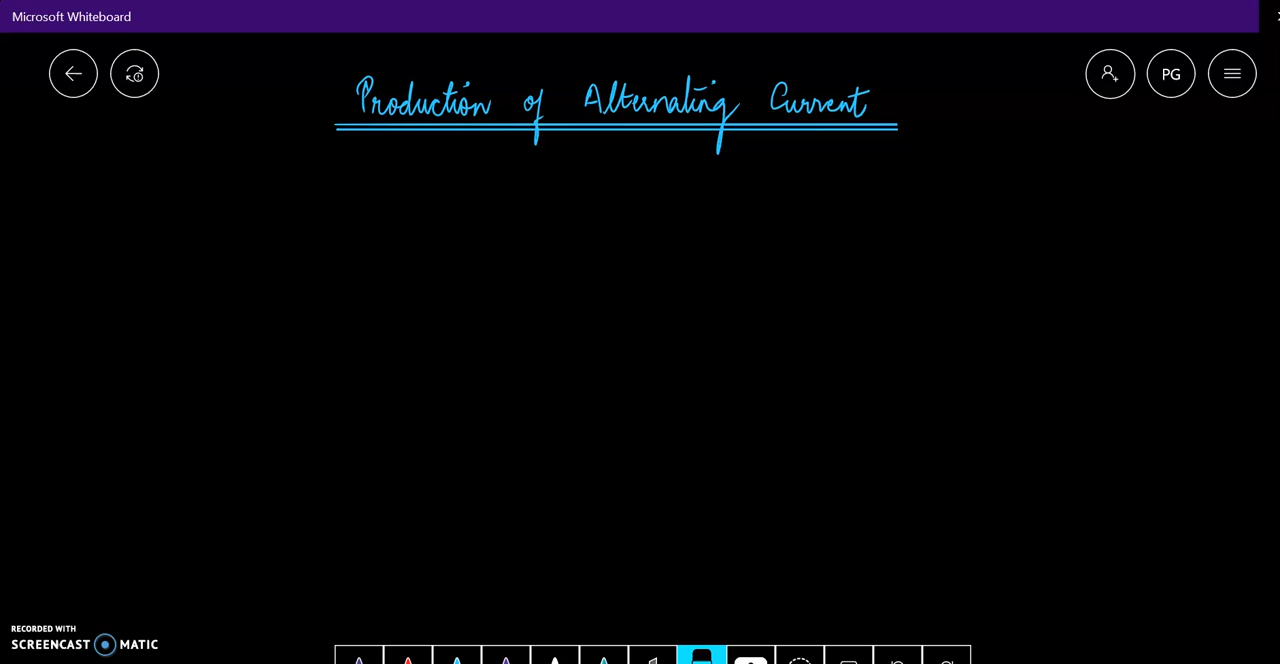 Microsoft Whiteboard
PG
Production of Alternating Current
RECORDED WITH
SCREENCAST MATIC